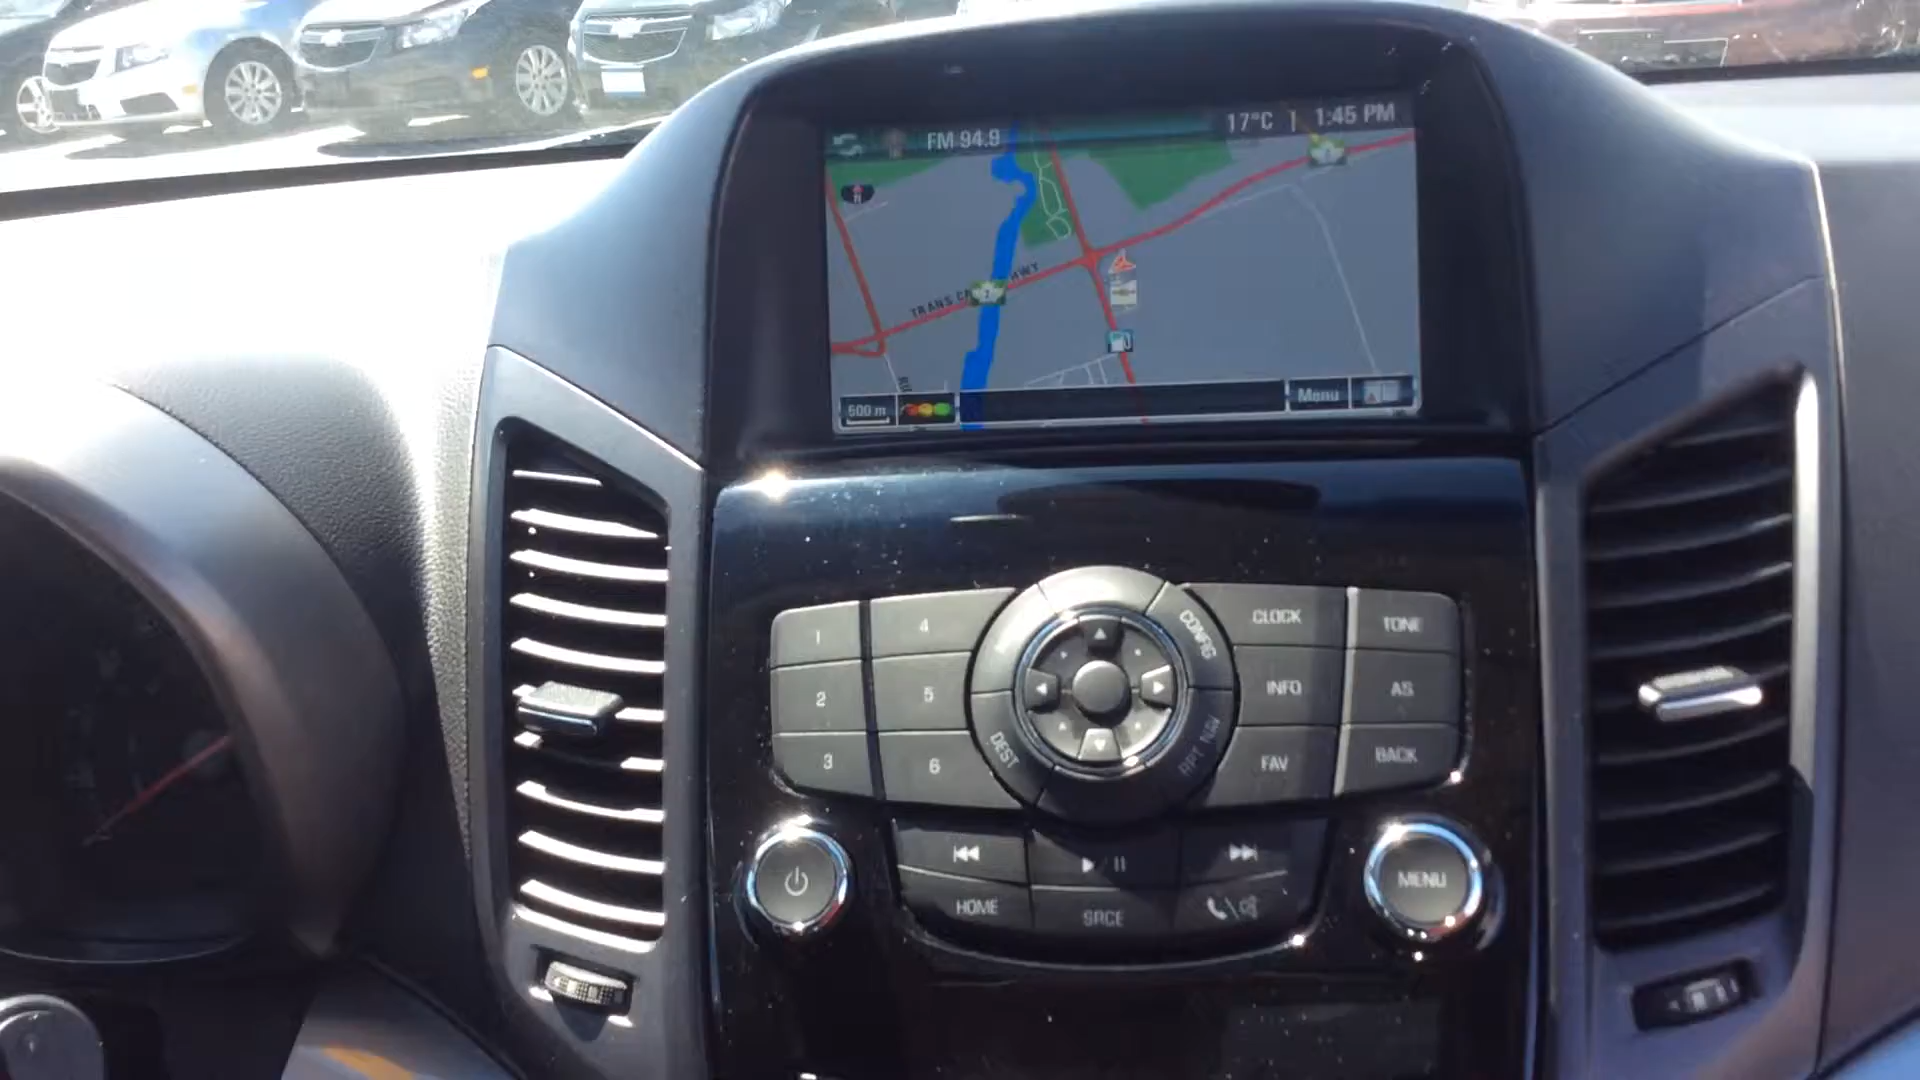 FM 94.9
17°C
1:45 PM
N
TRANS C
HWY
2
500 m
Menu
1
4
CONFIG
CLOCK
TONE
2
5
INFO
AS
3
6
DEST
RPT NAV
FAV
BACK
HOME
SRCE
MENU